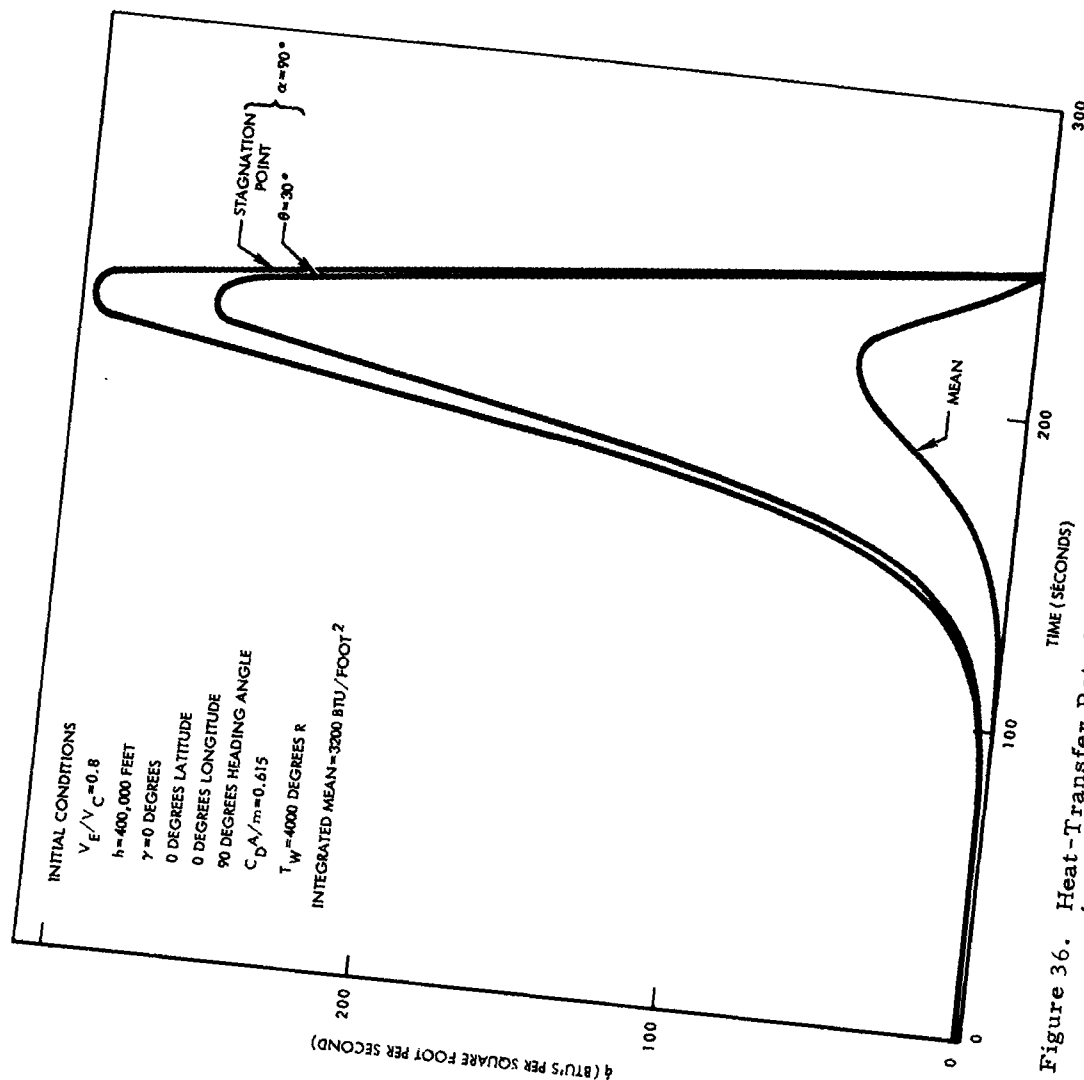 INITIAL CONDITIONS
V_E/V_C=0.8
h=400,000 FEET
γ=0 DEGREES
0 DEGREES LATITUDE
0 DEGREES LONGITUDE
90 DEGREES HEADING ANGLE
C_D A/m=0.615
T_W=4000 DEGREES R
INTEGRATED MEAN=3200 BTU/FOOT²
STAGNATION
POINT
α=90°
θ=30°
MEAN
q̇ (BTU'S PER SQUARE FOOT PER SECOND)
200
100
0
0
100
200
300
TIME (SECONDS)
Figure 36. Heat-Transfer